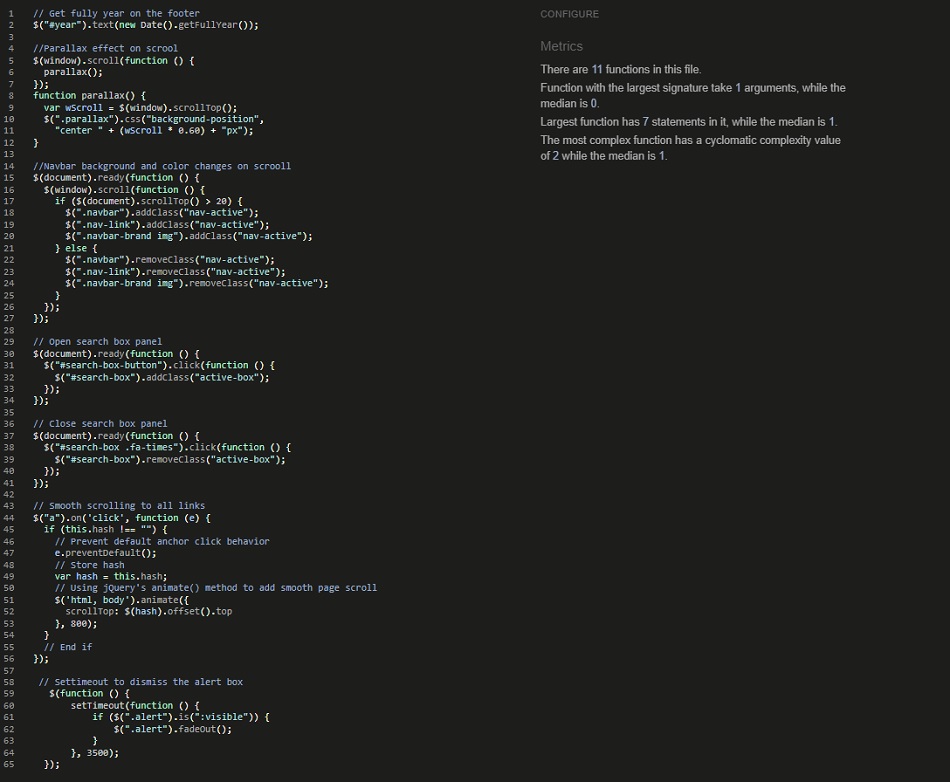 1 // Get fully year on the footer
2 $("#year").text(new Date().getFullYear());
3
4 //Parallax effect on scrool
5 $(window).scroll(function () {
6   parallax();
7 });
8 function parallax() {
9   var wScroll = $(window).scrollTop();
10   $(".parallax").css("background-position",
11     "center " + (wScroll * 0.60) + "px");
12 }
13
14 //Navbar background and color changes on scrooll
15 $(document).ready(function () {
16   $(window).scroll(function () {
17     if ($(document).scrollTop() > 20) {
18       $(".navbar").addClass("nav-active");
19       $(".nav-link").addClass("nav-active");
20       $(".navbar-brand img").addClass("nav-active");
21     } else {
22       $(".navbar").removeClass("nav-active");
23       $(".nav-link").removeClass("nav-active");
24       $(".navbar-brand img").removeClass("nav-active");
25     }
26   });
27 });
28
29 // Open search box panel
30 $(document).ready(function () {
31   $("#search-box-button").click(function () {
32     $("#search-box").addClass("active-box");
33   });
34 });
35
36 // Close search box panel
37 $(document).ready(function () {
38   $("#search-box .fa-times").click(function () {
39     $("#search-box").removeClass("active-box");
40   });
41 });
42
43 // Smooth scrolling to all links
44 $("a").on('click', function (e) {
45   if (this.hash !== "") {
46     // Prevent default anchor click behavior
47     e.preventDefault();
48     // Store hash
49     var hash = this.hash;
50     // Using jQuery's animate() method to add smooth page scroll
51     $('html, body').animate({
52       scrollTop: $(hash).offset().top
53     }, 800);
54   }
55   // End if
56 });
57
58  // Settimeout to dismiss the alert box
59    $(function () {
60        setTimeout(function () {
61            if ($(".alert").is(":visible")) {
62                $(".alert").fadeOut();
63            }
64        }, 3500);
65   });
CONFIGURE
Metrics
There are 11 functions in this file.
Function with the largest signature take 1 arguments, while the
median is 0.
Largest function has 7 statements in it, while the median is 1.
The most complex function has a cyclomatic complexity value
of 2 while the median is 1.